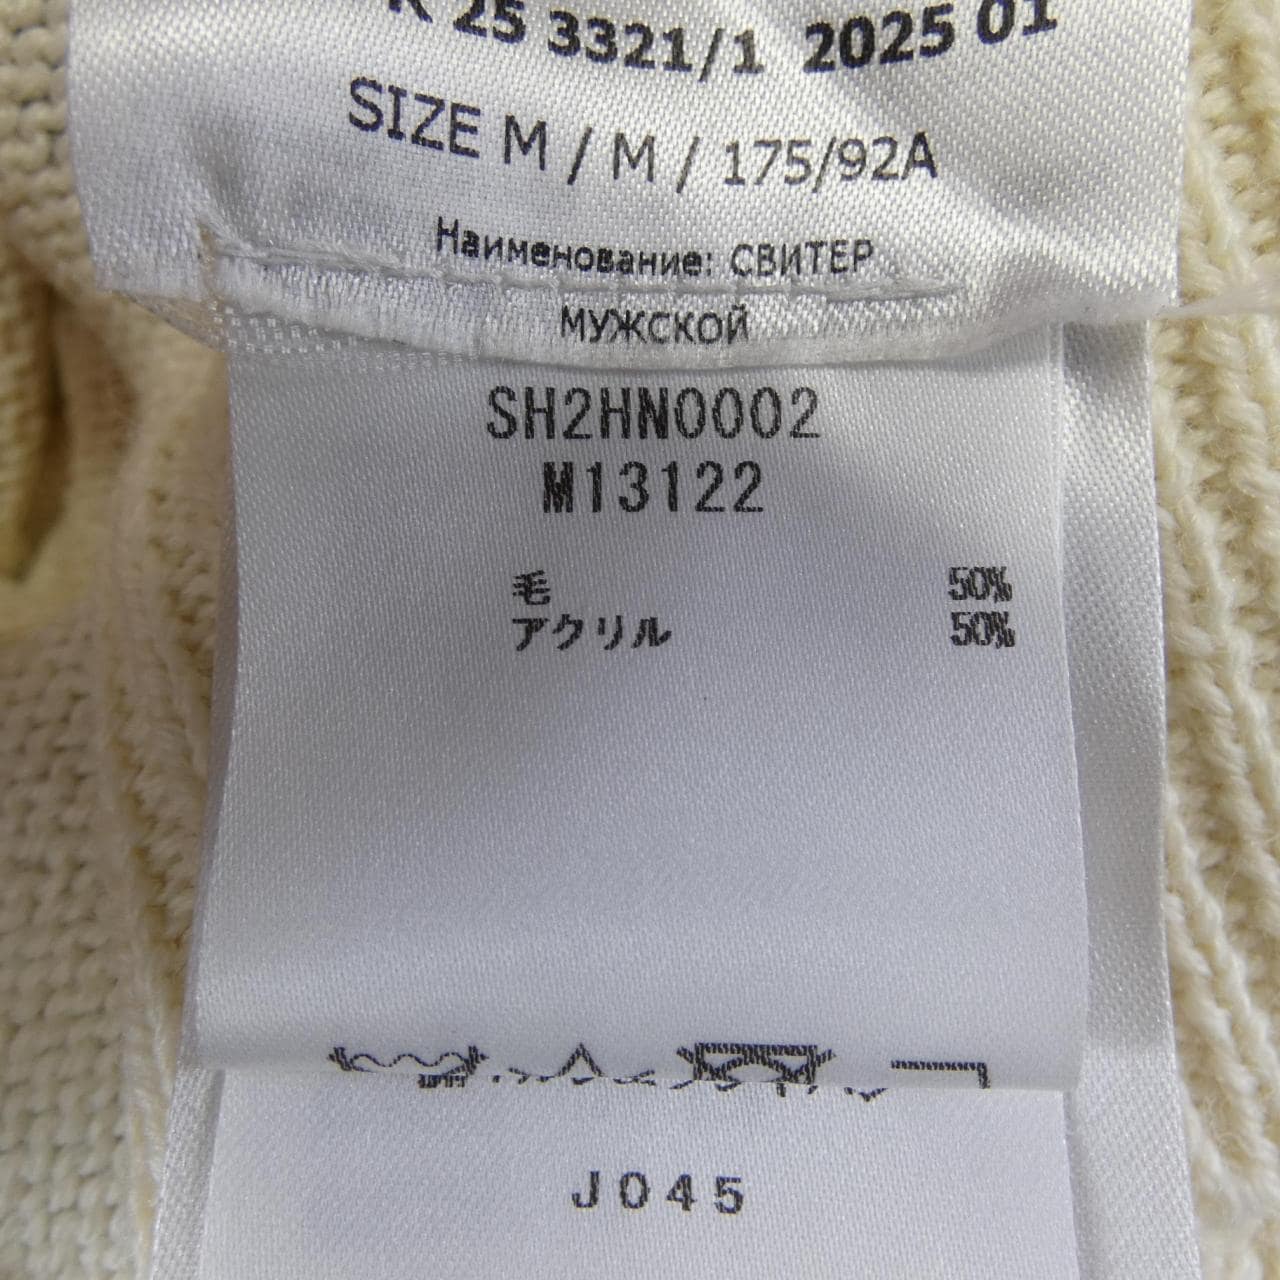 25 3321/1 2025 01
SIZE M / M / 175/92A
Наименование: СВИТЕР
МУЖСКОЙ
SH2HN0002
M13122
毛 50%
アクリル 50%
J045